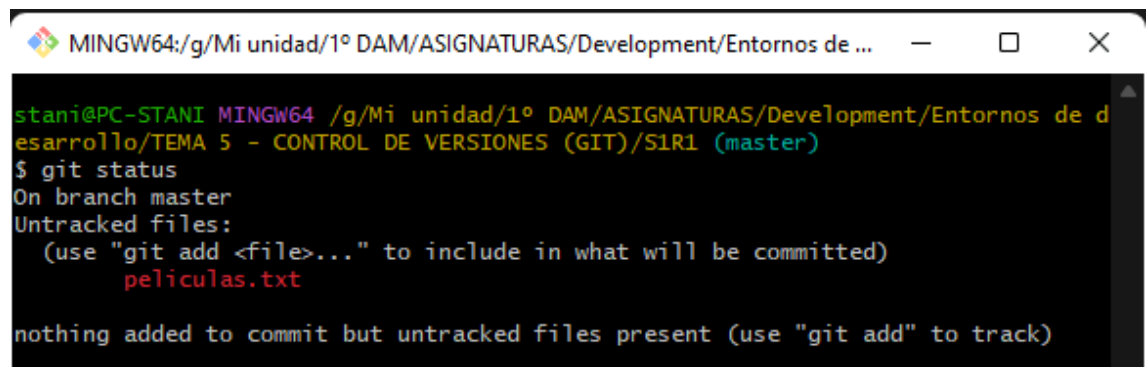 MINGW64:/g/Mi unidad/1º DAM/ASIGNATURAS/Development/Entornos de ...
stani@PC-STANI MINGW64 /g/Mi unidad/1º DAM/ASIGNATURAS/Development/Entornos de d
esarrollo/TEMA 5 - CONTROL DE VERSIONES (GIT)/S1R1 (master)
$ git status
On branch master
Untracked files:
  (use "git add <file>..." to include in what will be committed)
        peliculas.txt
nothing added to commit but untracked files present (use "git add" to track)